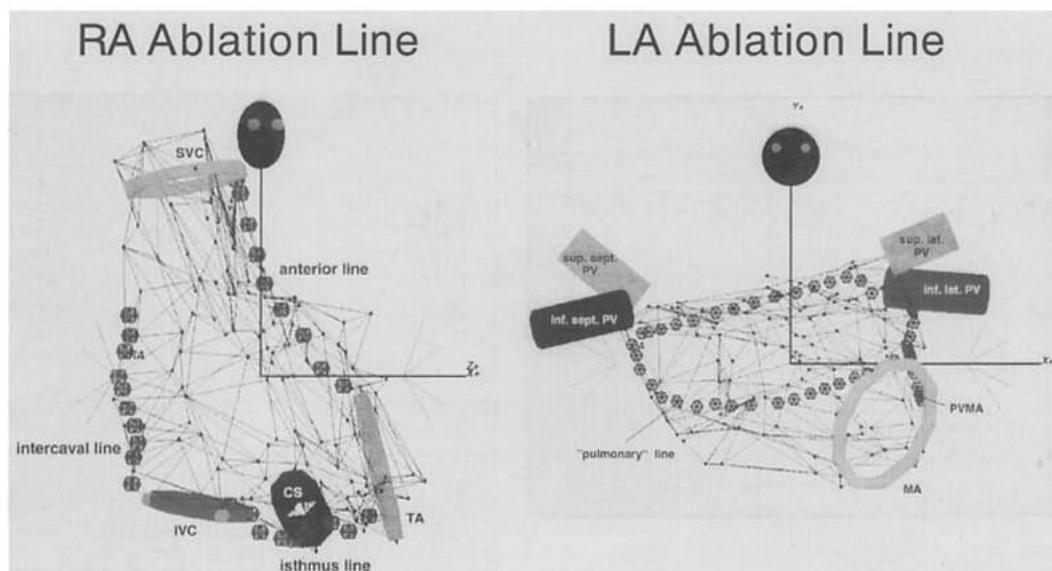 RA Ablation Line
LA Ablation Line
SVC
anterior line
intercaval line
IVC
CS
TA
isthmus line
Y+
sup. sept.
PV
inf. sept. PV
sup. lat.
PV
inf. lat. PV
X+
PVMA
"pulmonary" line
MA